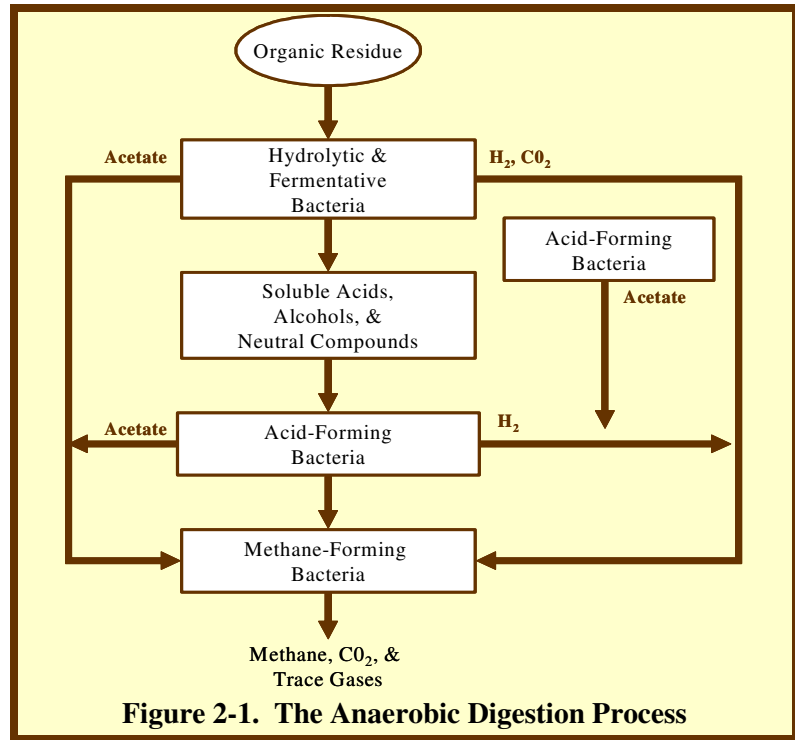 Organic Residue
Acetate
Hydrolytic &
Fermentative
Bacteria
H₂, C0₂
Acid-Forming
Bacteria
Acetate
Soluble Acids,
Alcohols, &
Neutral Compounds
Acetate
Acid-Forming
Bacteria
H₂
Methane-Forming
Bacteria
Methane, C0₂, &
Trace Gases
Figure 2-1. The Anaerobic Digestion Process